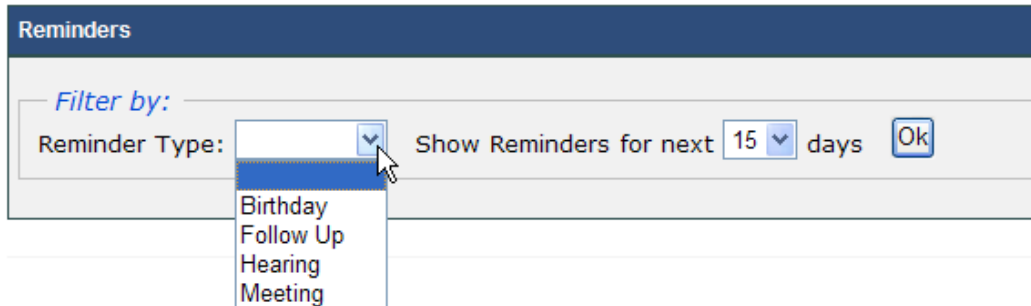 Reminders
Filter by:
Reminder Type: Show Reminders for next 15 days Ok
Birthday
Follow Up
Hearing
Meeting